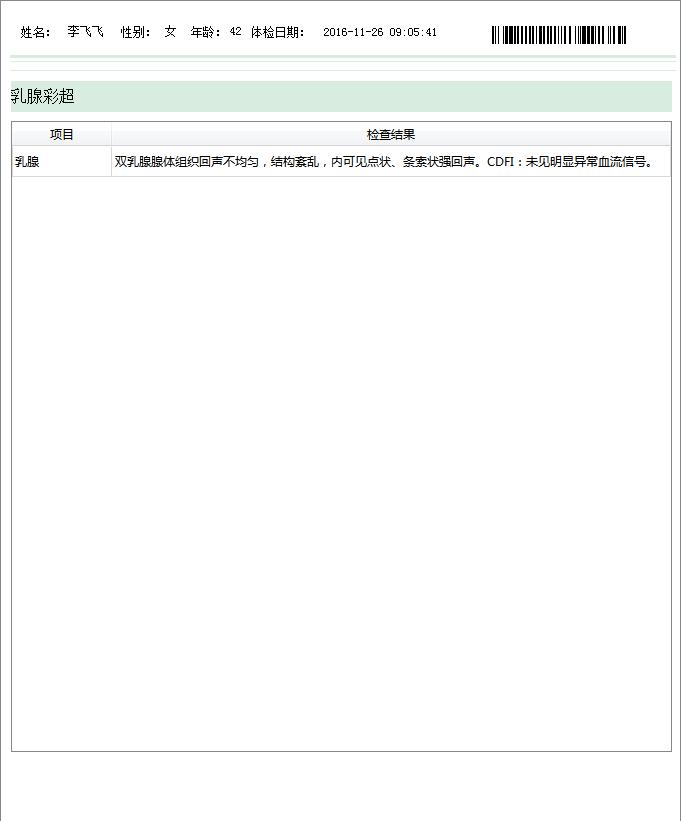 姓名： 李飞飞 性别： 女 年龄：42 体检日期： 2016-11-26 09:05:41
乳腺彩超
项目 检查结果
乳腺 双乳腺腺体组织回声不均匀，结构紊乱，内可见点状、条索状强回声。CDFI：未见明显异常血流信号。